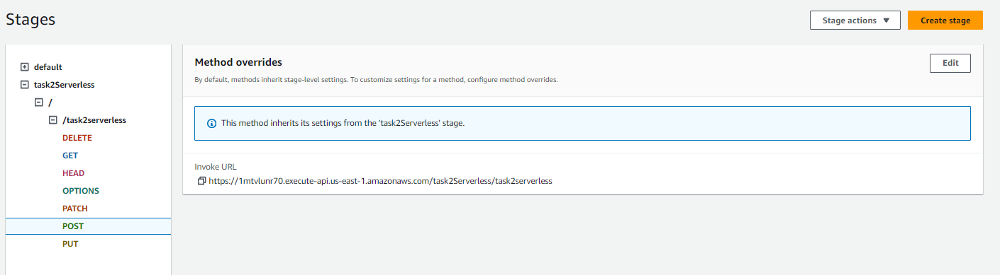 Stages
Stage actions
Create stage
default
task2Serverless
/
/task2serverless
DELETE
GET
HEAD
OPTIONS
PATCH
POST
PUT
Method overrides
Edit
By default, methods inherit stage-level settings. To customize settings for a method, configure method overrides.
This method inherits its settings from the 'task2Serverless' stage.
Invoke URL
https://1mtvlunr70.execute-api.us-east-1.amazonaws.com/task2Serverless/task2serverless